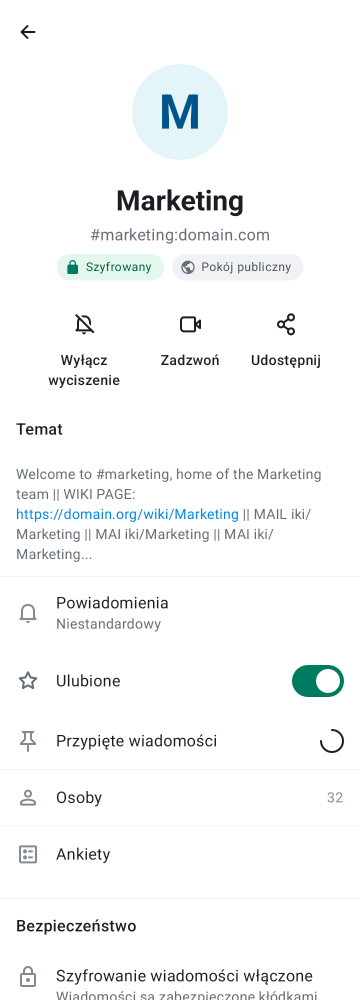 M
Marketing
#marketing:domain.com
Szyfrowany
Pokój publiczny
Wyłącz
wyciszenie
Zadzwoń
Udostępnij
Temat
Welcome to #marketing, home of the Marketing
team || WIKI PAGE:
https://domain.org/wiki/Marketing || MAIL iki/
Marketing || MAI iki/Marketing || MAI iki/
Marketing...
Powiadomienia
Niestandardowy
Ulubione
Przypięte wiadomości
Osoby 32
Ankiety
Bezpieczeństwo
Szyfrowanie wiadomości włączone
Wiadomości są zabezpieczone kłódkami